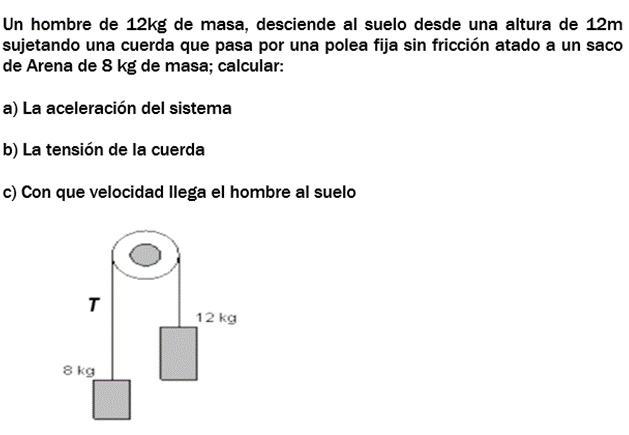 Un hombre de 12kg de masa, desciende al suelo desde una altura de 12m
sujetando una cuerda que pasa por una polea fija sin fricción atado a un saco
de Arena de 8 kg de masa; calcular:
a) La aceleración del sistema
b) La tensión de la cuerda
c) Con que velocidad llega el hombre al suelo
T
12 kg
8 kg